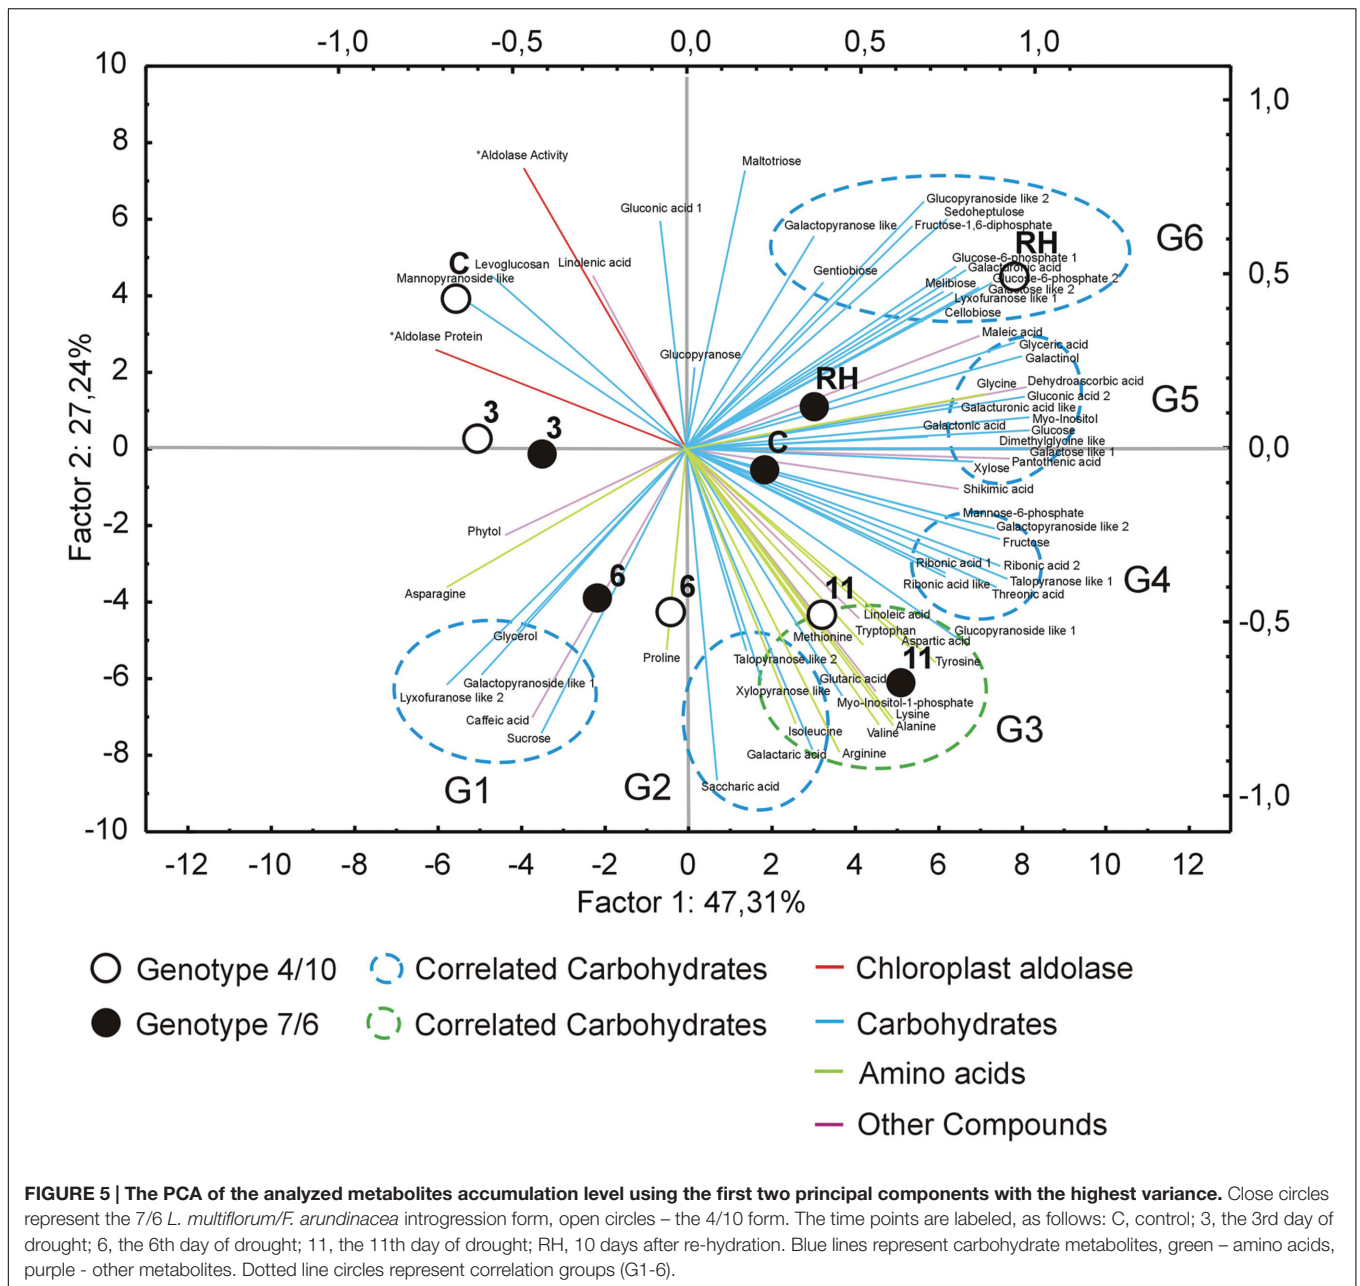 -1,0 -0,5 0,0 0,5 1,0
10
8
6
4
2
0
-2
-4
-6
-8
-10
Factor 2: 27,24%
1,0
0,5
0,0
-0,5
-1,0
*Aldolase Activity
Maltotriose
Gluconic acid 1
Glucopyranoside like 2
Sedoheptulose
Galactopyranose like
Fructose-1,6-diphosphate
G6
RH
C
Levoglucosan
Linolenic acid
Mannopyranoside like
Gentiobiose
Glucose-6-phosphate 1
Galacturonic acid
Glucose-6-phosphate 2
Melibiose
Galactose like 2
Lyxofuranose like 1
Cellobiose
*Aldolase Protein
Glucopyranose
Maleic acid
Glyceric acid
Galactinol
RH
Glycine
Dehydroascorbic acid
Gluconic acid 2
G5
Galacturonic acid like
Myo-Inositol
Galactonic acid
Glucose
3
3
C
Dimethylglycine like
Galactose like 1
Pantothenic acid
Xylose
Shikimic acid
Mannose-6-phosphate
Galactopyranoside like 2
Phytol
Fructose
Ribonic acid 1
Ribonic acid 2
G4
Talopyranose like 1
Ribonic acid like
Threonic acid
Asparagine
6
6
11
Linoleic acid
Glycerol
Methionine
Tryptophan
Glucopyranoside like 1
Aspartic acid
Proline
Talopyranose like 2
11
Tyrosine
Lyxofuranose like 2
Galactopyranoside like 1
Glutaric acid
Xylopyranose like
Myo-Inositol-1-phosphate
Caffeic acid
Lysine
Alanine
G3
Sucrose
Isoleucine
Valine
Galactaric acid
Arginine
G1
G2
Saccharic acid
-12 -10 -8 -6 -4 -2 0 2 4 6 8 10 12
Factor 1: 47,31%
Genotype 4/10
Correlated Carbohydrates
Chloroplast aldolase
Genotype 7/6
Correlated Carbohydrates
Carbohydrates
Amino acids
Other Compounds
FIGURE 5 | The PCA of the analyzed metabolites accumulation level using the first two principal components with the highest variance. Close circles
represent the 7/6 L. multiflorum/F. arundinacea introgression form, open circles – the 4/10 form. The time points are labeled, as follows: C, control; 3, the 3rd day of
drought; 6, the 6th day of drought; 11, the 11th day of drought; RH, 10 days after re-hydration. Blue lines represent carbohydrate metabolites, green – amino acids,
purple - other metabolites. Dotted line circles represent correlation groups (G1-6).